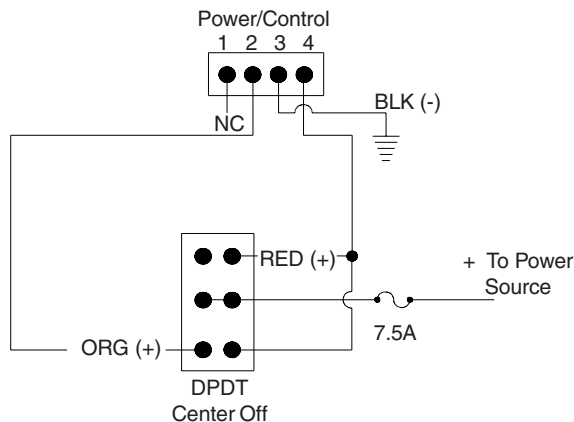 Power/Control
1 2 3 4
BLK (-)
NC
RED (+)
+ To Power
Source
7.5A
ORG (+)
DPDT
Center Off